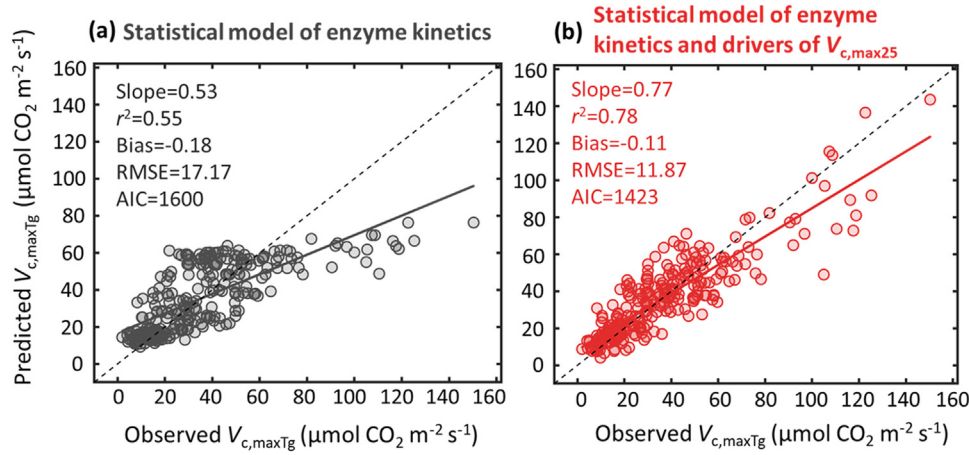 (a) Statistical model of enzyme kinetics
Slope=0.53
r²=0.55
Bias=-0.18
RMSE=17.17
AIC=1600
160
140
120
100
80
60
40
20
0
0 20 40 60 80 100 120 140 160
Predicted Vc,maxTg (μmol CO2 m-2 s-1)
Observed Vc,maxTg (μmol CO2 m-2 s-1)
(b) Statistical model of enzyme
kinetics and drivers of Vc,max25
Slope=0.77
r²=0.78
Bias=-0.11
RMSE=11.87
AIC=1423
160
140
120
100
80
60
40
20
0
0 20 40 60 80 100 120 140 160
Observed Vc,maxTg (μmol CO2 m-2 s-1)